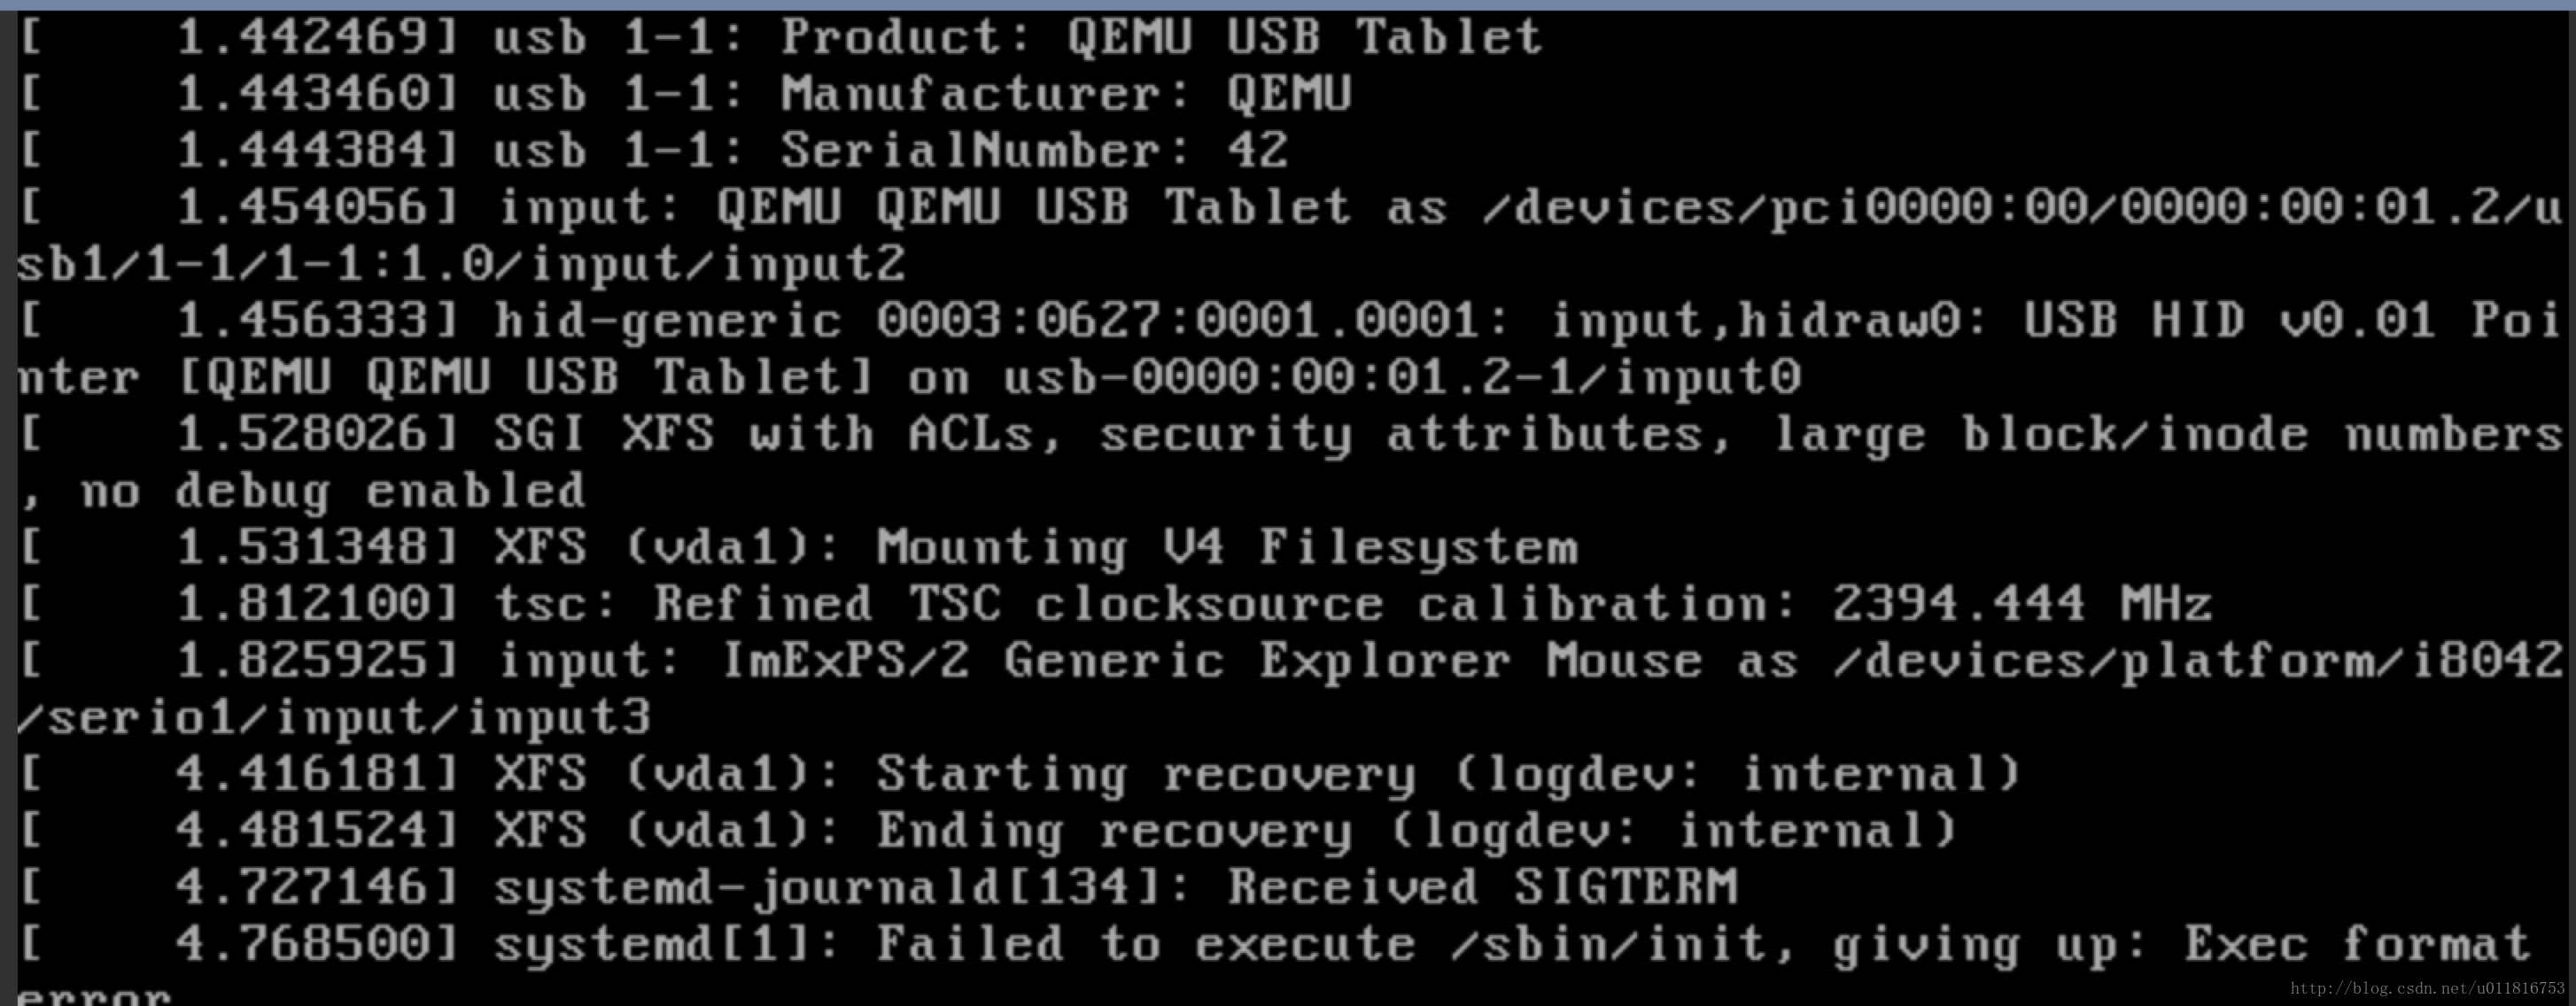 [    1.442469] usb 1-1: Product: QEMU USB Tablet
[    1.443460] usb 1-1: Manufacturer: QEMU
[    1.444384] usb 1-1: SerialNumber: 42
[    1.454056] input: QEMU QEMU USB Tablet as /devices/pci0000:00/0000:00:01.2/u
sb1/1-1/1-1:1.0/input/input2
[    1.456333] hid-generic 0003:0627:0001.0001: input,hidraw0: USB HID v0.01 Poi
nter [QEMU QEMU USB Tablet] on usb-0000:00:01.2-1/input0
[    1.528026] SGI XFS with ACLs, security attributes, large block/inode numbers
, no debug enabled
[    1.531348] XFS (vda1): Mounting V4 Filesystem
[    1.812100] tsc: Refined TSC clocksource calibration: 2394.444 MHz
[    1.825925] input: ImExPS/2 Generic Explorer Mouse as /devices/platform/i8042
/serio1/input/input3
[    4.416181] XFS (vda1): Starting recovery (logdev: internal)
[    4.481524] XFS (vda1): Ending recovery (logdev: internal)
[    4.727146] systemd-journald[134]: Received SIGTERM
[    4.768500] systemd[1]: Failed to execute /sbin/init, giving up: Exec format
error
http://blog.csdn.net/u011816753